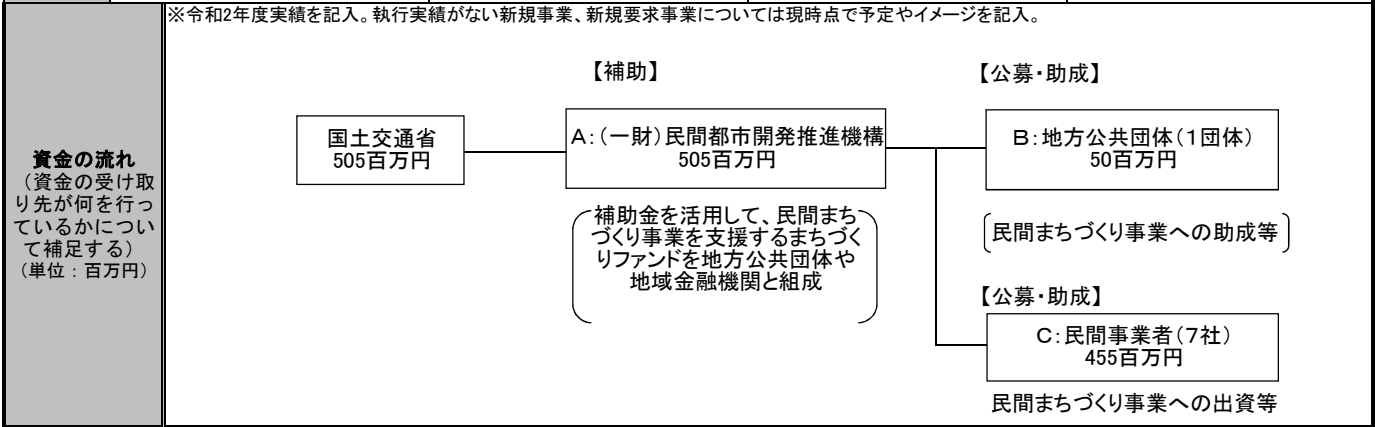 ※令和2年度実績を記入。執行実績がない新規事業、新規要求事業については現時点で予定やイメージを記入。
資金の流れ
（資金の受け取
り先が何を行っ
ているかについ
て補足する）
（単位：百万円）
国土交通省
505百万円
【補助】
A：（一財）民間都市開発推進機構
505百万円
補助金を活用して、民間まち
づくり事業を支援するまちづく
りファンドを地方公共団体や
地域金融機関と組成
【公募・助成】
B：地方公共団体（1団体）
50百万円
民間まちづくり事業への助成等
【公募・助成】
C：民間事業者（7社）
455百万円
民間まちづくり事業への出資等